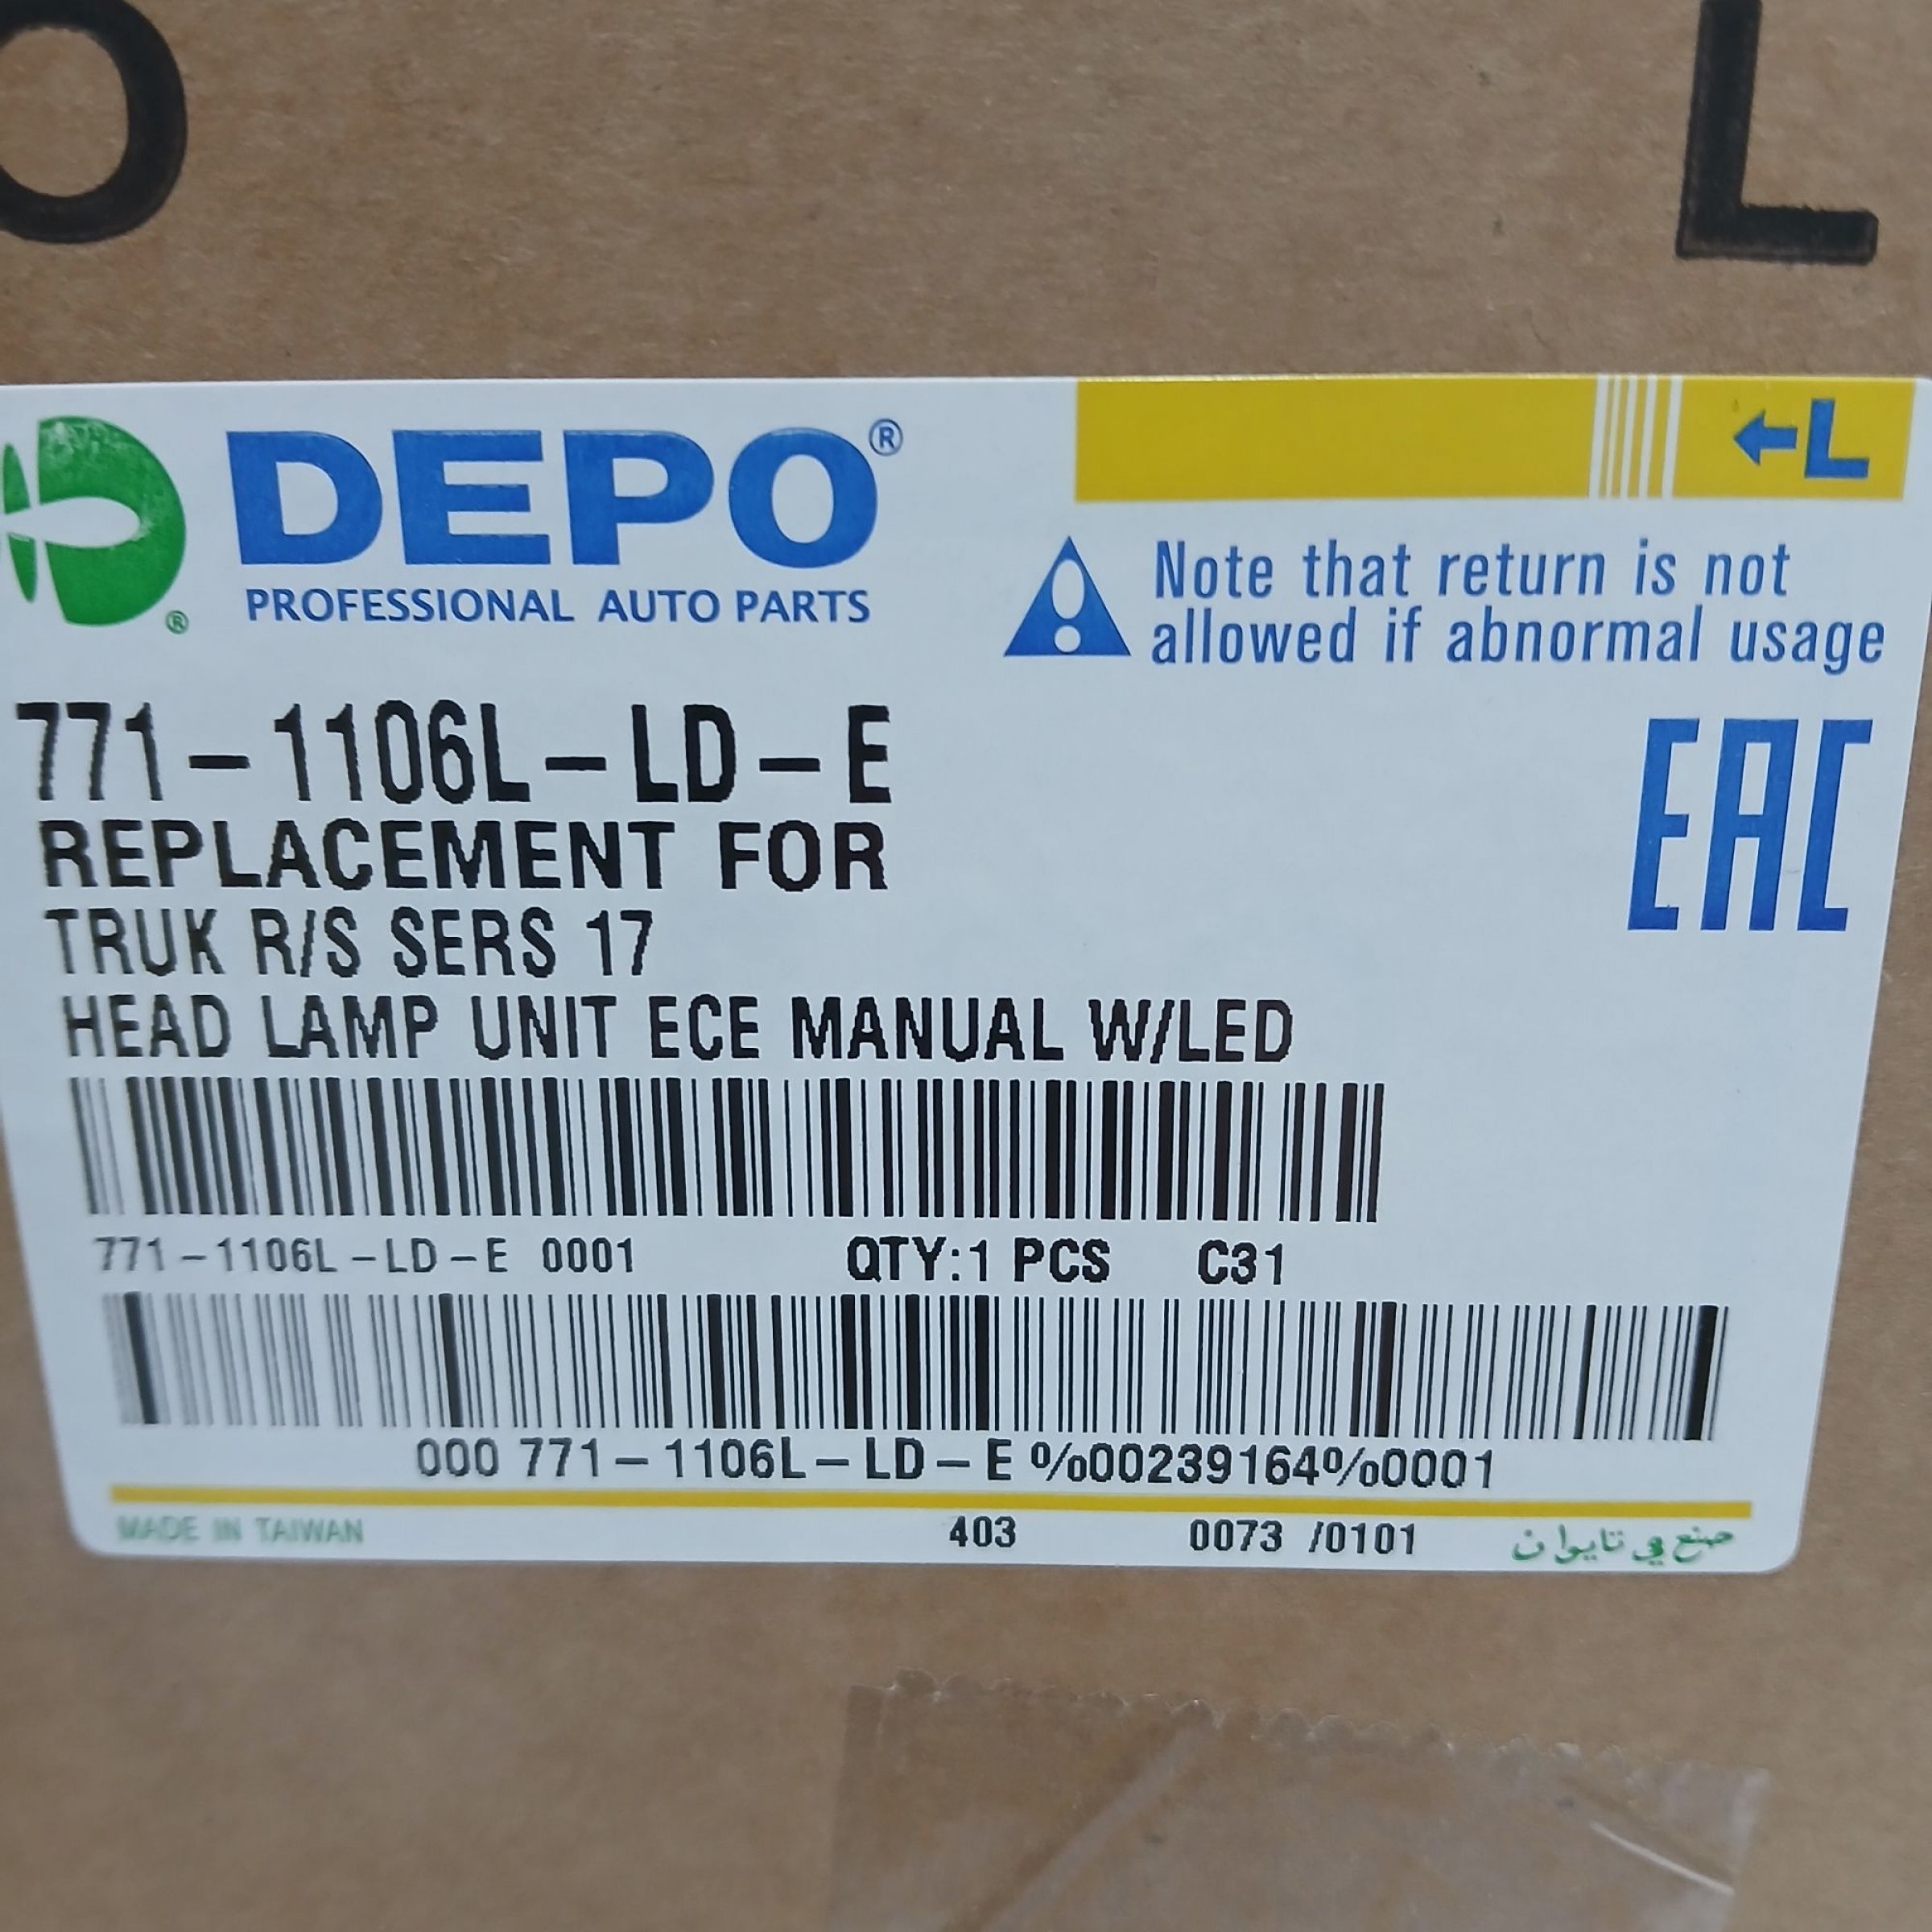 O L
DEPO®
PROFESSIONAL AUTO PARTS
®
←L
Note that return is not
allowed if abnormal usage
771-1106L-LD-E
REPLACEMENT FOR
TRUK R/S SERS 17
HEAD LAMP UNIT ECE MANUAL W/LED
EAC
771-1106L-LD-E 0001 QTY:1 PCS C31
000 771-1106L-LD-E%00239164%0001
MADE IN TAIWAN 403 0073 /0101 صنع في تايوان